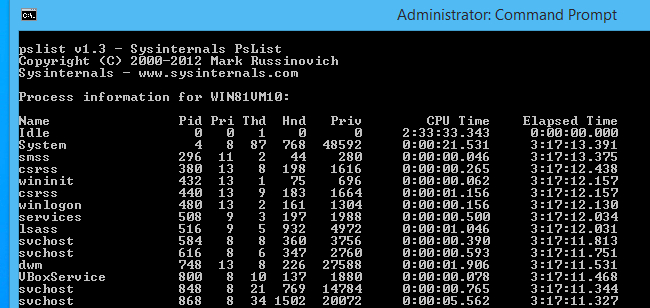 Administrator: Command Prompt
pslist v1.3 - Sysinternals PsList
Copyright (C) 2000-2012 Mark Russinovich
Sysinternals - www.sysinternals.com
Process information for WIN81VM10:
Name Pid Pri Thd Hnd Priv CPU Time Elapsed Time
Idle 0 0 1 0 0 2:33:33.343 0:00:00.000
System 4 8 87 768 48592 0:00:21.531 3:17:13.391
smss 296 11 2 44 280 0:00:00.046 3:17:13.375
csrss 380 13 8 198 1616 0:00:00.265 3:17:12.438
wininit 432 13 1 75 696 0:00:00.062 3:17:12.157
csrss 440 13 9 183 1664 0:00:01.156 3:17:12.157
winlogon 480 13 2 161 1304 0:00:00.156 3:17:12.130
services 508 9 3 197 1988 0:00:00.500 3:17:12.034
lsass 516 9 5 932 4972 0:00:01.046 3:17:12.031
svchost 584 8 8 360 3756 0:00:00.390 3:17:11.813
svchost 616 8 6 347 2760 0:00:00.593 3:17:11.751
dwm 748 13 8 226 27588 0:00:01.906 3:17:11.531
VBoxService 800 8 10 137 1880 0:00:00.078 3:17:11.468
svchost 848 8 21 769 14784 0:00:00.765 3:17:11.344
svchost 868 8 34 1502 20072 0:00:05.562 3:17:11.327